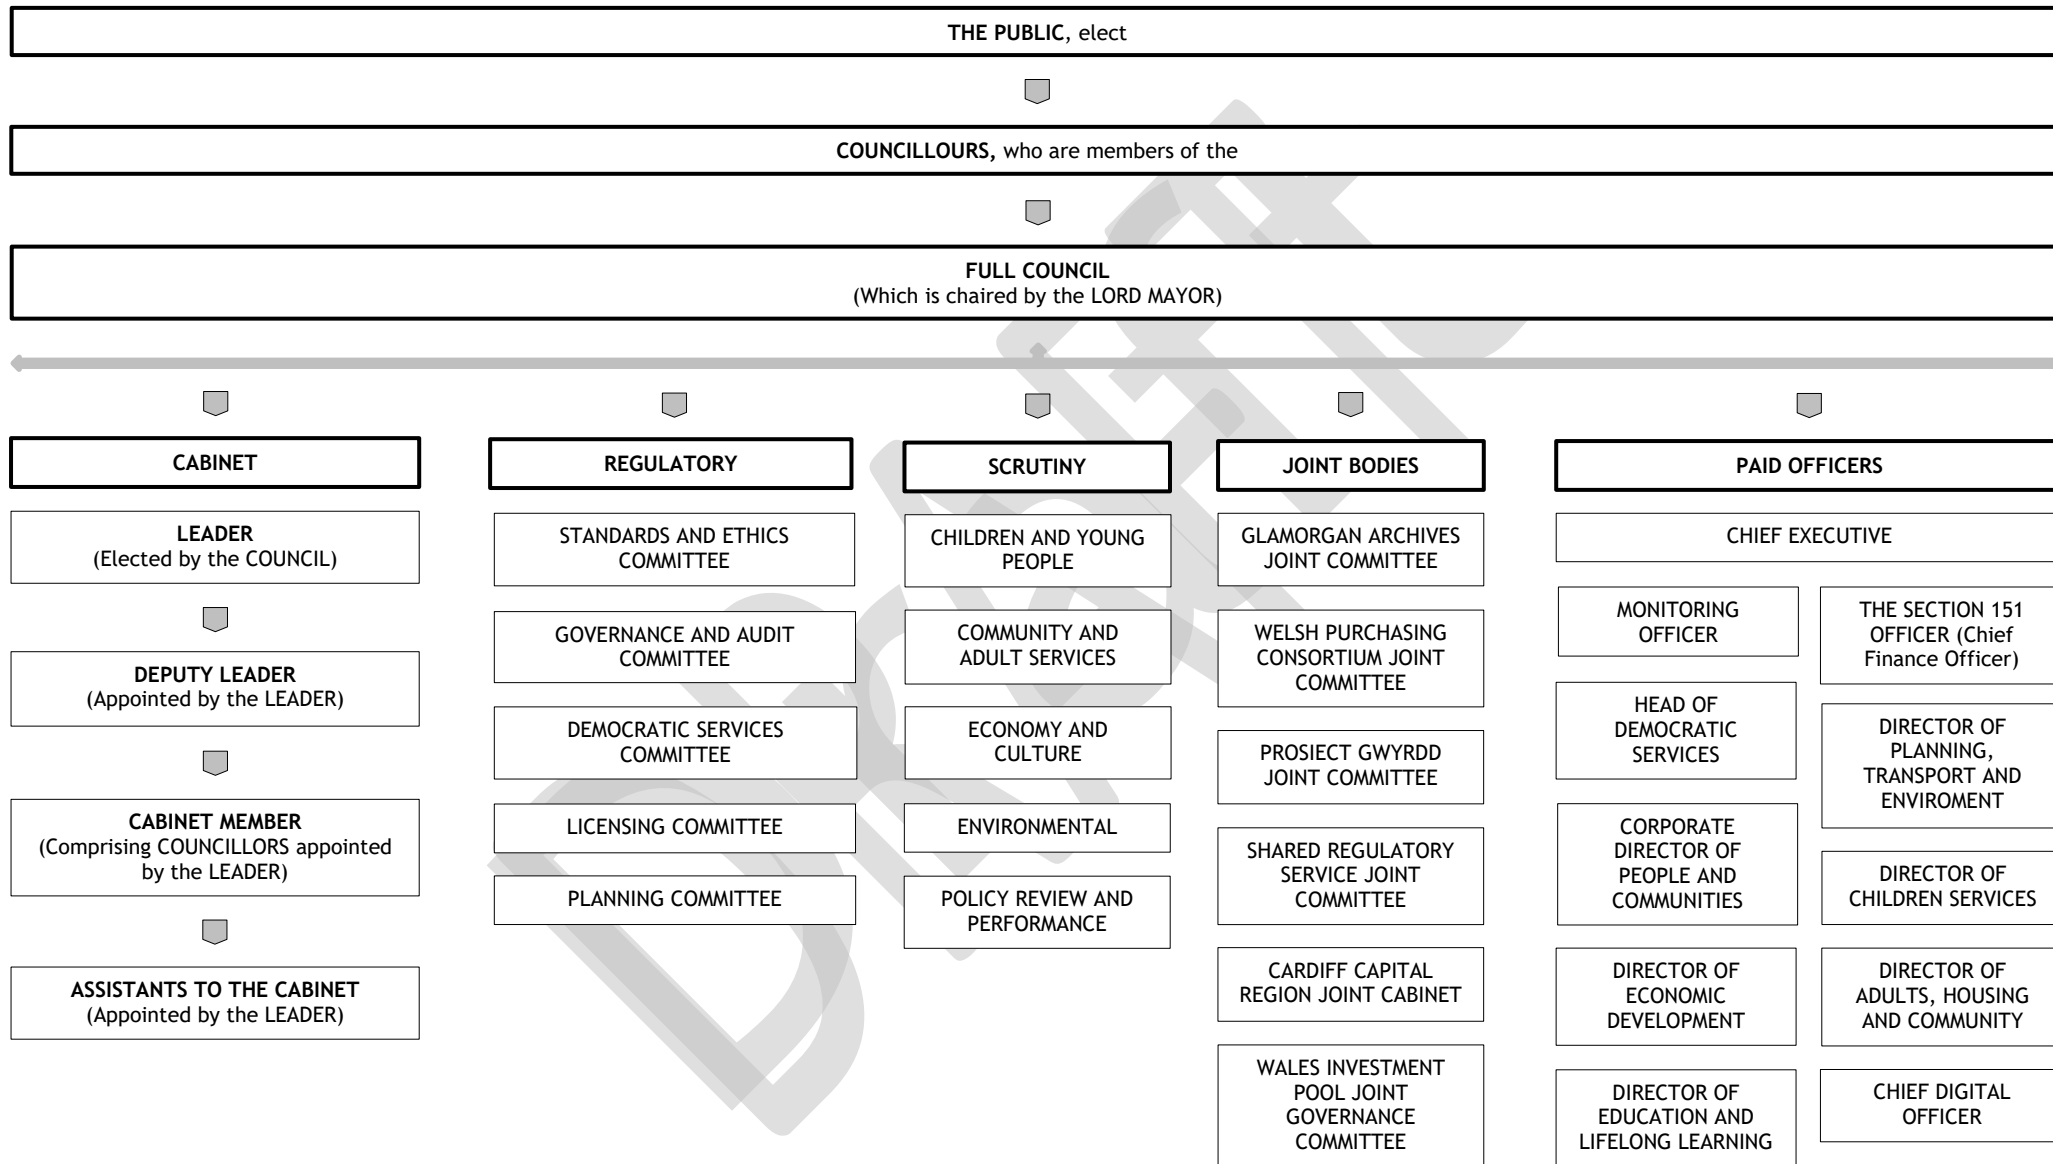 THE PUBLIC, elect
COUNCILLOURS, who are members of the
FULL COUNCIL
(Which is chaired by the LORD MAYOR)
CABINET
LEADER
(Elected by the COUNCIL)
DEPUTY LEADER
(Appointed by the LEADER)
CABINET MEMBER
(Comprising COUNCILLORS appointed
by the LEADER)
ASSISTANTS TO THE CABINET
(Appointed by the LEADER)
REGULATORY
STANDARDS AND ETHICS
COMMITTEE
GOVERNANCE AND AUDIT
COMMITTEE
DEMOCRATIC SERVICES
COMMITTEE
LICENSING COMMITTEE
PLANNING COMMITTEE
SCRUTINY
CHILDREN AND YOUNG
PEOPLE
COMMUNITY AND
ADULT SERVICES
ECONOMY AND
CULTURE
ENVIRONMENTAL
POLICY REVIEW AND
PERFORMANCE
JOINT BODIES
GLAMORGAN ARCHIVES
JOINT COMMITTEE
WELSH PURCHASING
CONSORTIUM JOINT
COMMITTEE
PROSIECT GWYRDD
JOINT COMMITTEE
SHARED REGULATORY
SERVICE JOINT
COMMITTEE
CARDIFF CAPITAL
REGION JOINT CABINET
WALES INVESTMENT
POOL JOINT
GOVERNANCE
COMMITTEE
PAID OFFICERS
CHIEF EXECUTIVE
MONITORING
OFFICER
THE SECTION 151
OFFICER (Chief
Finance Officer)
HEAD OF
DEMOCRATIC
SERVICES
DIRECTOR OF
PLANNING,
TRANSPORT AND
ENVIROMENT
CORPORATE
DIRECTOR OF
PEOPLE AND
COMMUNITIES
DIRECTOR OF
CHILDREN SERVICES
DIRECTOR OF
ECONOMIC
DEVELOPMENT
DIRECTOR OF
ADULTS, HOUSING
AND COMMUNITY
DIRECTOR OF
EDUCATION AND
LIFELONG LEARNING
CHIEF DIGITAL
OFFICER